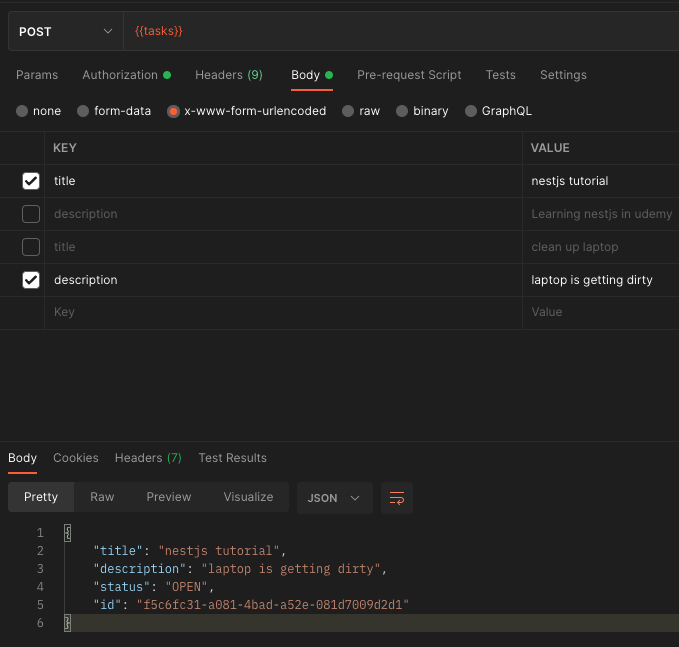 POST {{tasks}}
Params Authorization Headers (9) Body Pre-request Script Tests Settings
none form-data x-www-form-urlencoded raw binary GraphQL
KEY VALUE
title nestjs tutorial
description Learning nestjs in udemy
title clean up laptop
description laptop is getting dirty
Key Value
Body Cookies Headers (7) Test Results
Pretty Raw Preview Visualize JSON
1 {
2 "title": "nestjs tutorial",
3 "description": "laptop is getting dirty",
4 "status": "OPEN",
5 "id": "f5c6fc31-a081-4bad-a52e-081d7009d2d1"
6 }